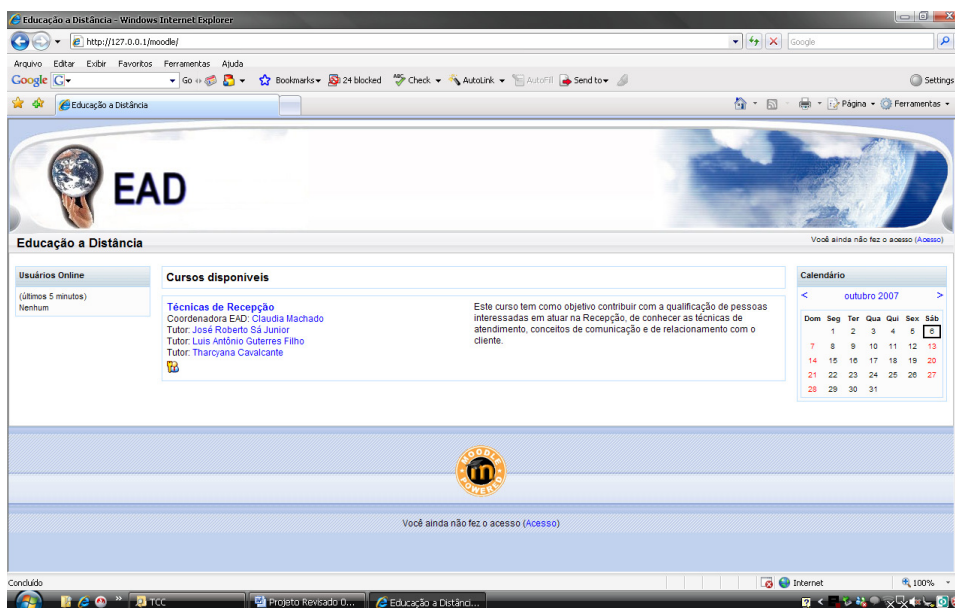 Educação a Distância - Windows Internet Explorer
http://127.0.0.1/moodle/
Google
Arquivo Editar Exibir Favoritos Ferramentas Ajuda
Google G Go Bookmarks 24 blocked Check AutoLink AutoFill Send to Settings
Educação a Distância Página Ferramentas
EAD
Educação a Distância
Você ainda não fez o acesso (Acesso)
Usuários Online
(últimos 5 minutos)
Nenhum
Cursos disponíveis
Técnicas de Recepção
Coordenadora EAD: Claudia Machado
Tutor: José Roberto Sá Junior
Tutor: Luis Antônio Guterres Filho
Tutor: Tharcyana Cavalcante
Este curso tem como objetivo contribuir com a qualificação de pessoas
interessadas em atuar na Recepção, de conhecer as técnicas de
atendimento, conceitos de comunicação e de relacionamento com o
cliente.
Calendário
< outubro 2007 >
Dom Seg Ter Qua Qui Sex Sáb
1 2 3 4 5 6
7 8 9 10 11 12 13
14 15 16 17 18 19 20
21 22 23 24 25 26 27
28 29 30 31
MOODLE
m
POWERED
Você ainda não fez o acesso (Acesso)
Concluído Internet 100%
TCC Projeto Revisado 0... Educação a Distânci...